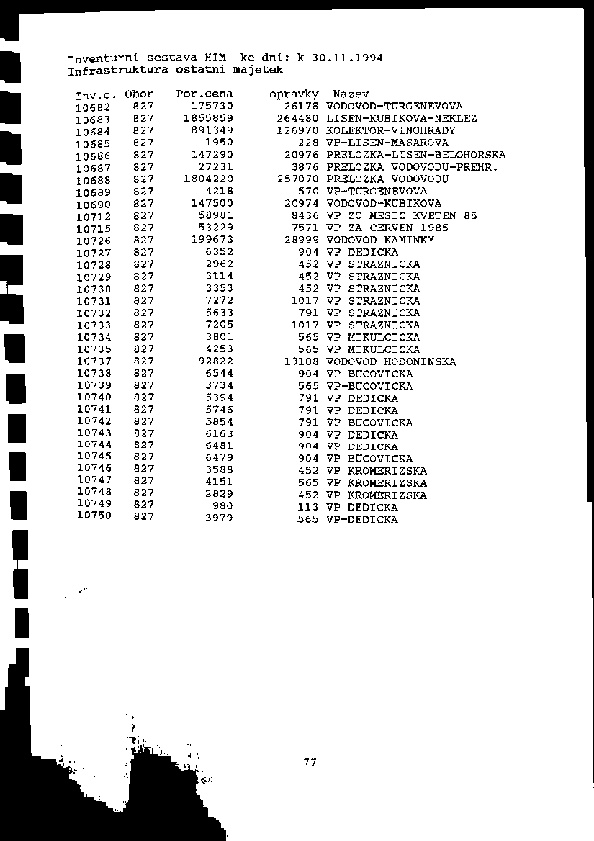 Inventurni sestava HIM ke dni: k 30.11.1994
Infrastruktura ostatni majetek
Inv.c. Obor Por.cena opravky Nazev
10682 827 175730 26178 VODOVOD-TURGENEVOVA
10683 827 1855859 264480 LISEN-KUBIKOVA-MEKLEZ
10684 827 891349 126970 KOLEKTOR-VINOHRADY
10685 827 1950 228 VP-LISEN-MASAROVA
10686 827 147290 20976 PRELOZKA-LISEN-BELOHORSKA
10687 827 27231 3876 PRELOZKA VODOVODU-PREHR.
10688 827 1804220 257070 PRELOZKA VODOVODU
10689 827 4218 570 VP-TURGENEVOVA
10690 827 147500 20974 VODOVOD-KUBIKOVA
10712 827 58981 8436 VP ZC MESIC KVETEN 85
10715 827 53229 7571 VP ZA CERVEN 1985
10726 827 199673 28999 VODOVOD KAMINKY
10727 827 6352 904 VP DEDICKA
10728 827 2962 452 VP STRAZNICKA
10729 827 3114 452 VP STRAZNICKA
10730 827 3353 452 VP STRAZNICKA
10731 827 7272 1017 VP STRAZNICKA
10732 827 5633 791 VP STRAZNICKA
10733 827 7205 1017 VP STRAZNICKA
10734 827 3801 565 VP MIKULCICKA
10735 827 4253 565 VP MIKULCICKA
10737 827 92822 13108 VODOVOD HODONINSKA
10738 827 6544 904 VP BUCOVICKA
10739 827 3734 565 VP-BUCOVICKA
10740 827 5354 791 VP DEDICKA
10741 827 5746 791 VP DEDICKA
10742 827 5854 791 VP BUCOVICKA
10743 827 6163 904 VP DEDICKA
10744 827 6481 904 VP DEDICKA
10745 827 6479 904 VP BUCOVICKA
10746 827 3588 452 VP KROMERIZSKA
10747 827 4151 565 VP KROMERIZSKA
10748 827 2829 452 VP KROMERIZSKA
10749 827 980 113 VP DEDICKA
10750 827 3979 565 VP-DEDICKA
77